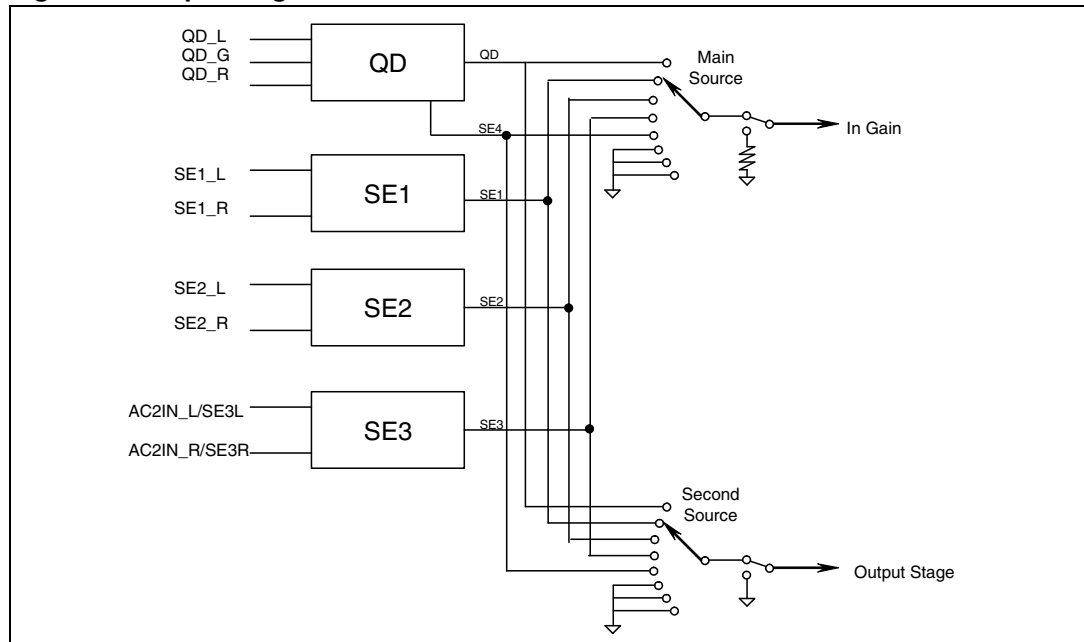 QD_L
QD_G
QD_R
QD
QD
SE4
Main
Source
In Gain
SE1_L
SE1_R
SE1
SE1
SE2_L
SE2_R
SE2
SE2
AC2IN_L/SE3L
AC2IN_R/SE3R
SE3
SE3
Second
Source
Output Stage